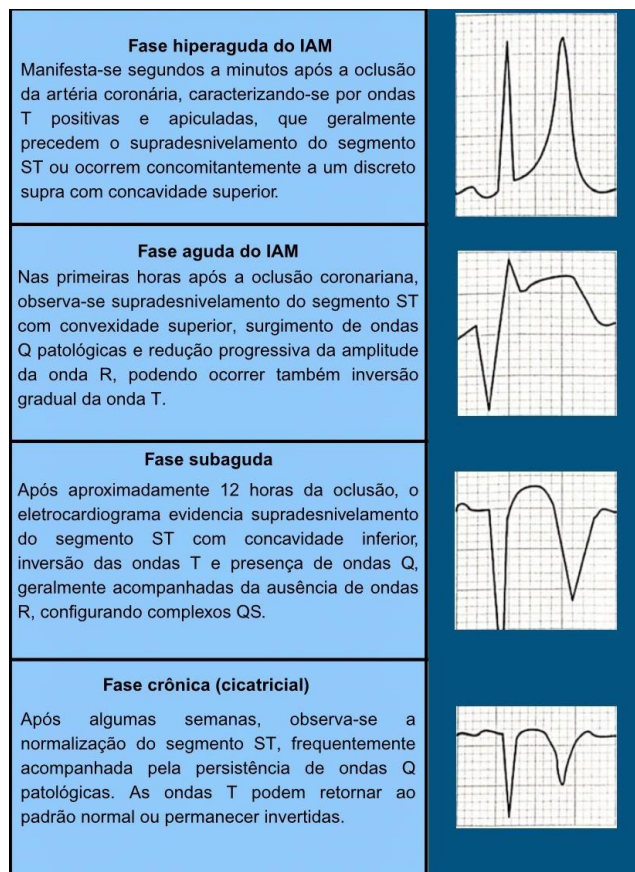 Fase hiperaguda do IAM
Manifesta-se segundos a minutos após a oclusão
da artéria coronária, caracterizando-se por ondas
T positivas e apiculadas, que geralmente
precedem o supradesnivelamento do segmento
ST ou ocorrem concomitantemente a um discreto
supra com concavidade superior.
Fase aguda do IAM
Nas primeiras horas após a oclusão coronariana,
observa-se supradesnivelamento do segmento ST
com convexidade superior, surgimento de ondas
Q patológicas e redução progressiva da amplitude
da onda R, podendo ocorrer também inversão
gradual da onda T.
Fase subaguda
Após aproximadamente 12 horas da oclusão, o
eletrocardiograma evidencia supradesnivelamento
do segmento ST com concavidade inferior,
inversão das ondas T e presença de ondas Q,
geralmente acompanhadas da ausência de ondas
R, configurando complexos QS.
Fase crônica (cicatricial)
Após algumas semanas, observa-se a
normalização do segmento ST, frequentemente
acompanhada pela persistência de ondas Q
patológicas. As ondas T podem retornar ao
padrão normal ou permanecer invertidas.